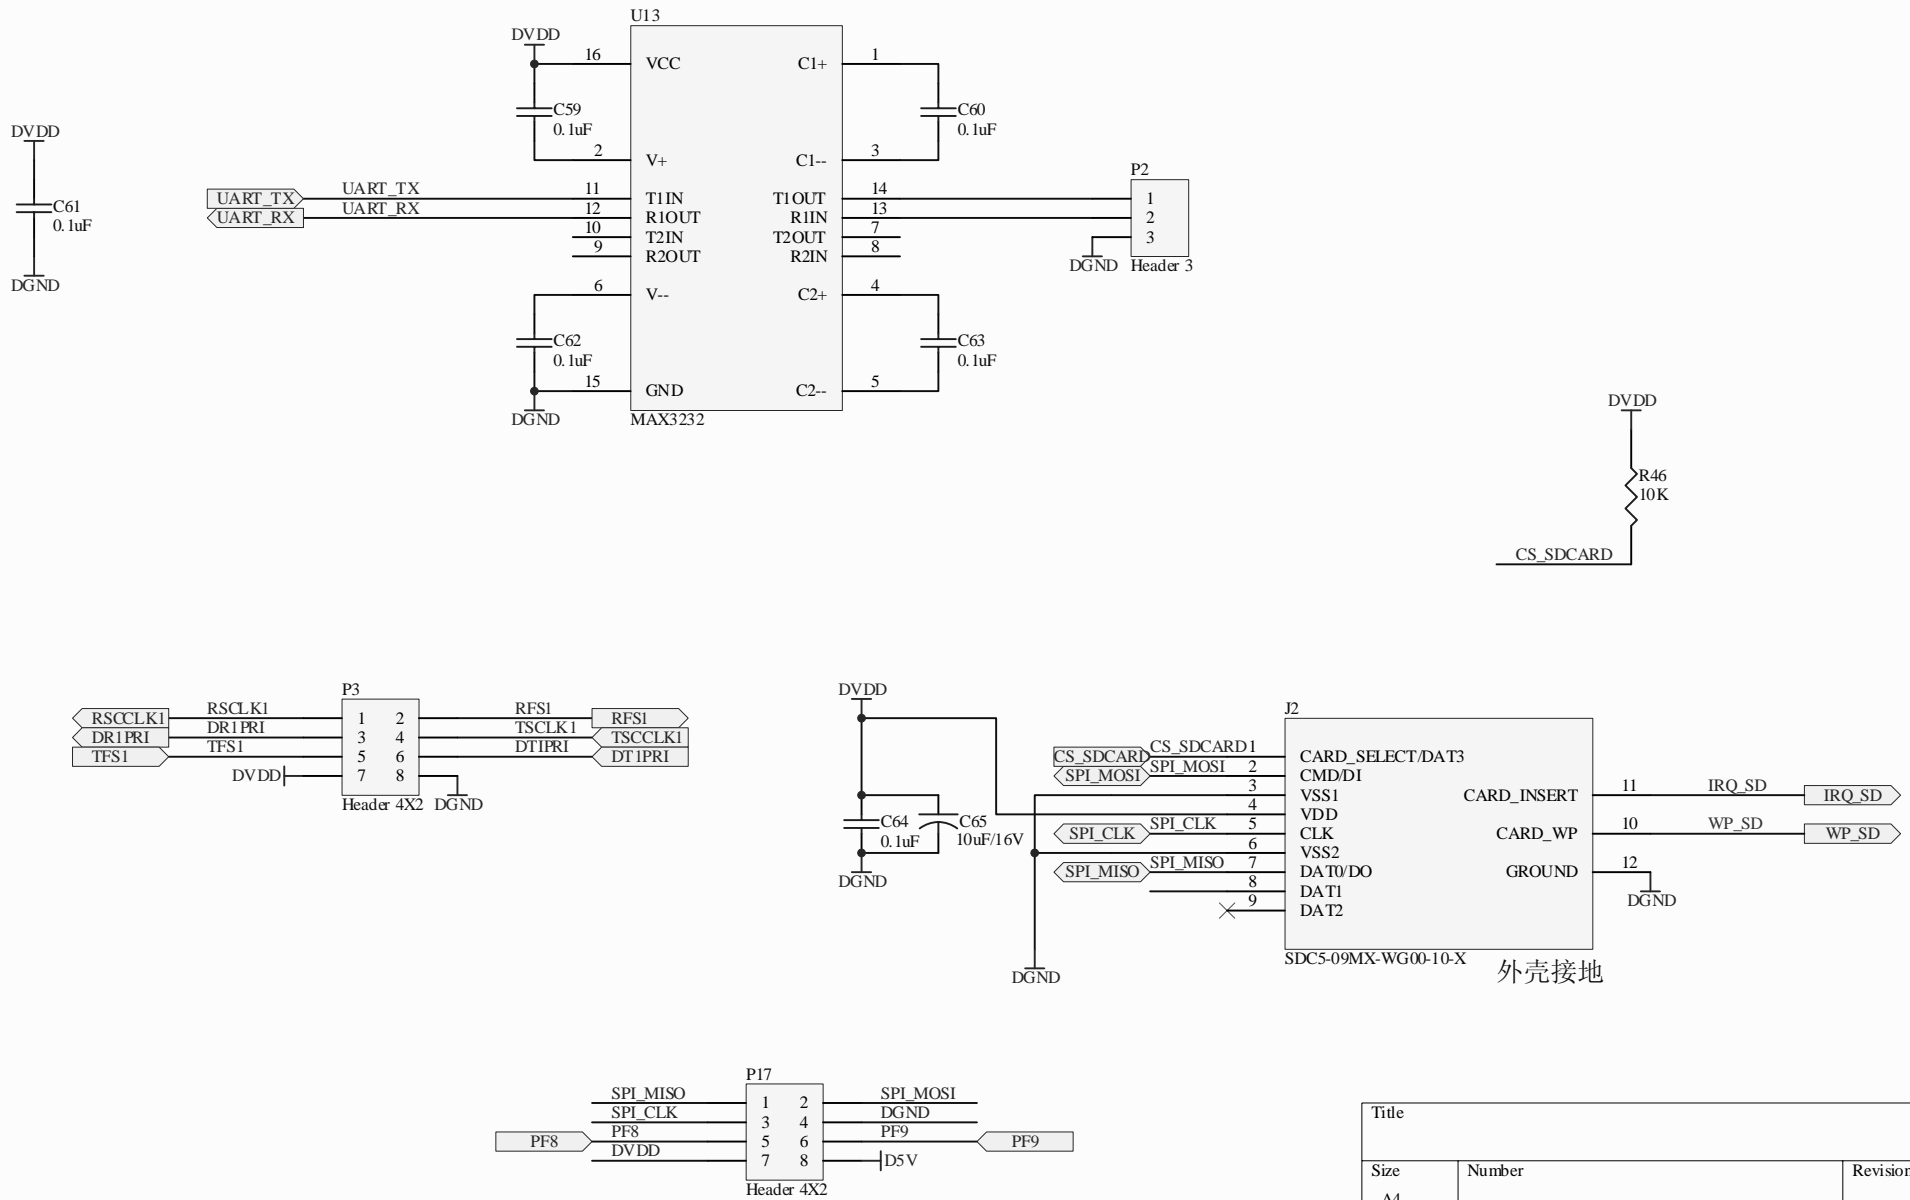 U13
DVDD
16 VCC C1+ 1
C59
0.1uF
C60
0.1uF
DVDD
2 V+ C1-- 3
P2
C61
0.1uF
UART_TX UART_TX 11 T1IN T1OUT 14 1
UART_RX UART_RX 12 R1OUT R1IN 13 2
10 T2IN T2OUT 7 3
9 R2OUT R2IN 8
DGND Header 3
DGND
6 V-- C2+ 4
C62
0.1uF
C63
0.1uF
15 GND C2-- 5
DGND
MAX3232
DVDD
R46
10K
CS_SDCARD
P3
RSCCLK1 RSCLK1 1 2 RFS1 RFS1
DR1PRI DR1PRI 3 4 TSCLK1 TSCCLK1
TFS1 TFS1 5 6 DT1PRI DT1PRI
DVDD 7 8
Header 4X2 DGND
DVDD
C64
0.1uF
C65
10uF/16V
DGND
J2
CS_SDCARD CS_SDCARD 1 CARD_SELECT/DAT3
SPI_MOSI SPI_MOSI 2 CMD/DI
3 VSS1 CARD_INSERT 11 IRQ_SD IRQ_SD
4 VDD
SPI_CLK SPI_CLK 5 CLK CARD_WP 10 WP_SD WP_SD
6 VSS2
SPI_MISO SPI_MISO 7 DAT0/DO GROUND 12
8 DAT1
DGND
9 DAT2
DGND
SDC5-09MX-WG00-10-X
外壳接地
P17
SPI_MISO 1 2 SPI_MOSI
SPI_CLK 3 4 DGND
PF8 PF8 5 6 PF9 PF9
DVDD 7 8 D5V
Header 4X2
Title
Size Number Revision
A4